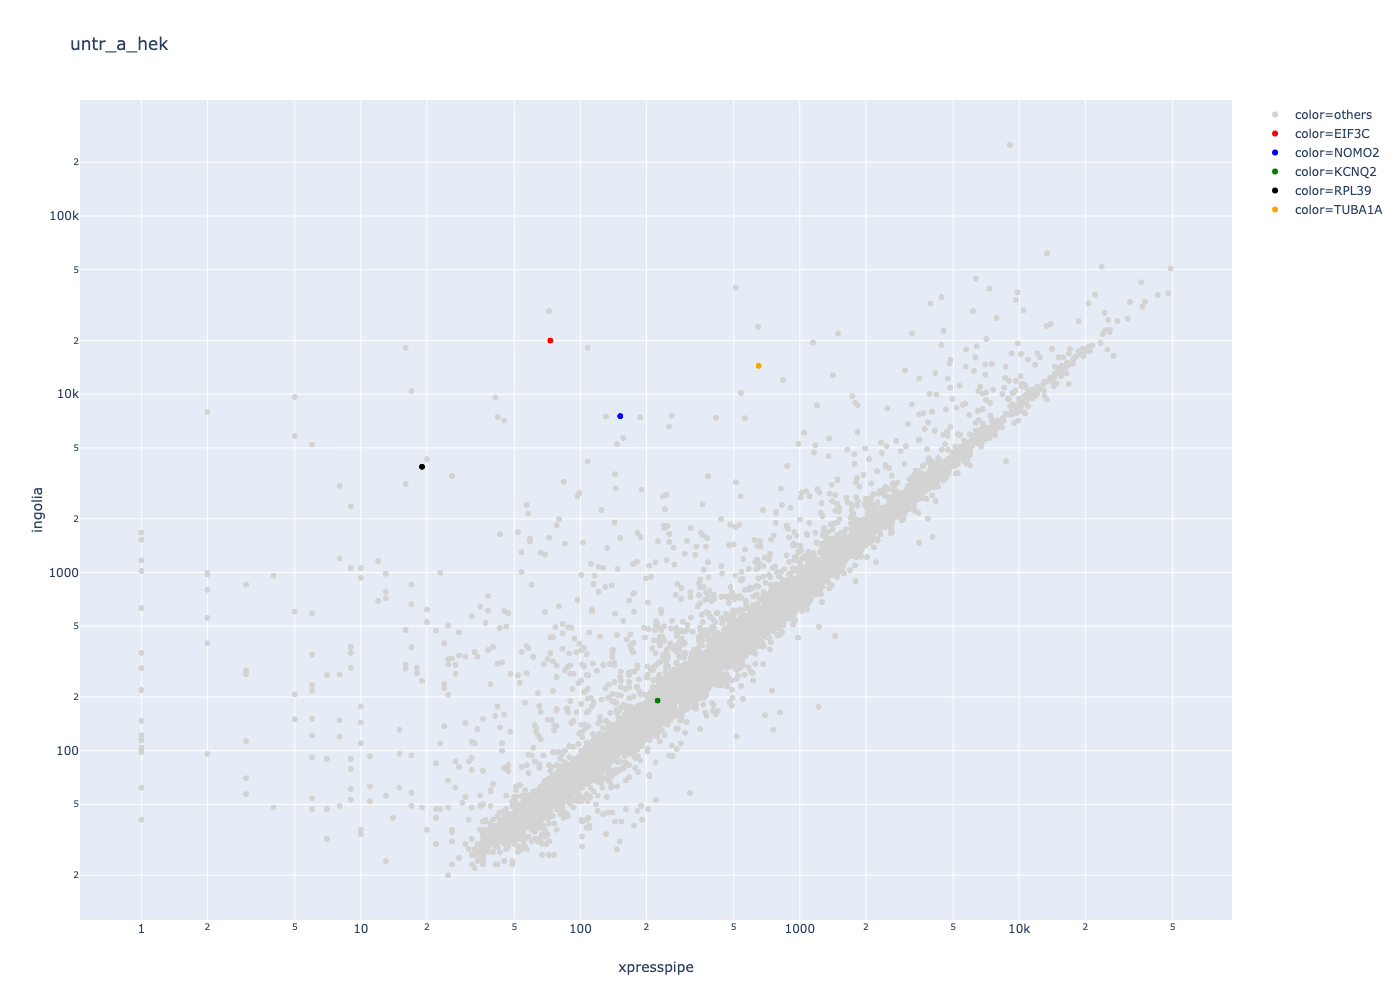 untr_a_hek
color=others
color=EIF3C
color=NOMO2
color=KCNQ2
color=RPL39
color=TUBA1A
2
100k
5
2
10k
5
2
1000
5
2
100
5
2
ingolia
1 2 5 10 2 5 100 2 5 1000 2 5 10k 2 5
xpresspipe